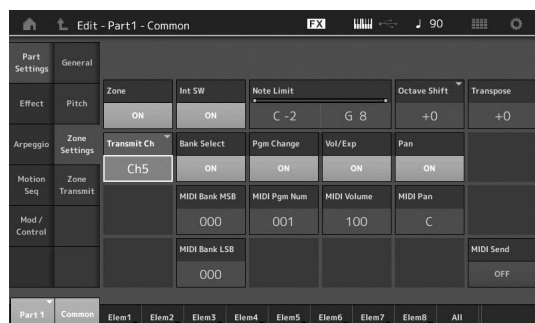 Edit - Part1 - Common FX 90
Part Settings General
Zone Int SW Note Limit Octave Shift Transpose
Effect Pitch ON ON C -2 G 8 +0 +0
Arpeggio Zone Settings Transmit Ch Bank Select Pgm Change Vol/Exp Pan
Ch5 ON ON ON ON
Motion Seq Zone Transmit MIDI Bank MSB MIDI Pgm Num MIDI Volume MIDI Pan
000 001 100 C
Mod / Control
MIDI Bank LSB MIDI Send
000 OFF
Part 1 Common Elem1 Elem2 Elem3 Elem4 Elem5 Elem6 Elem7 Elem8 All